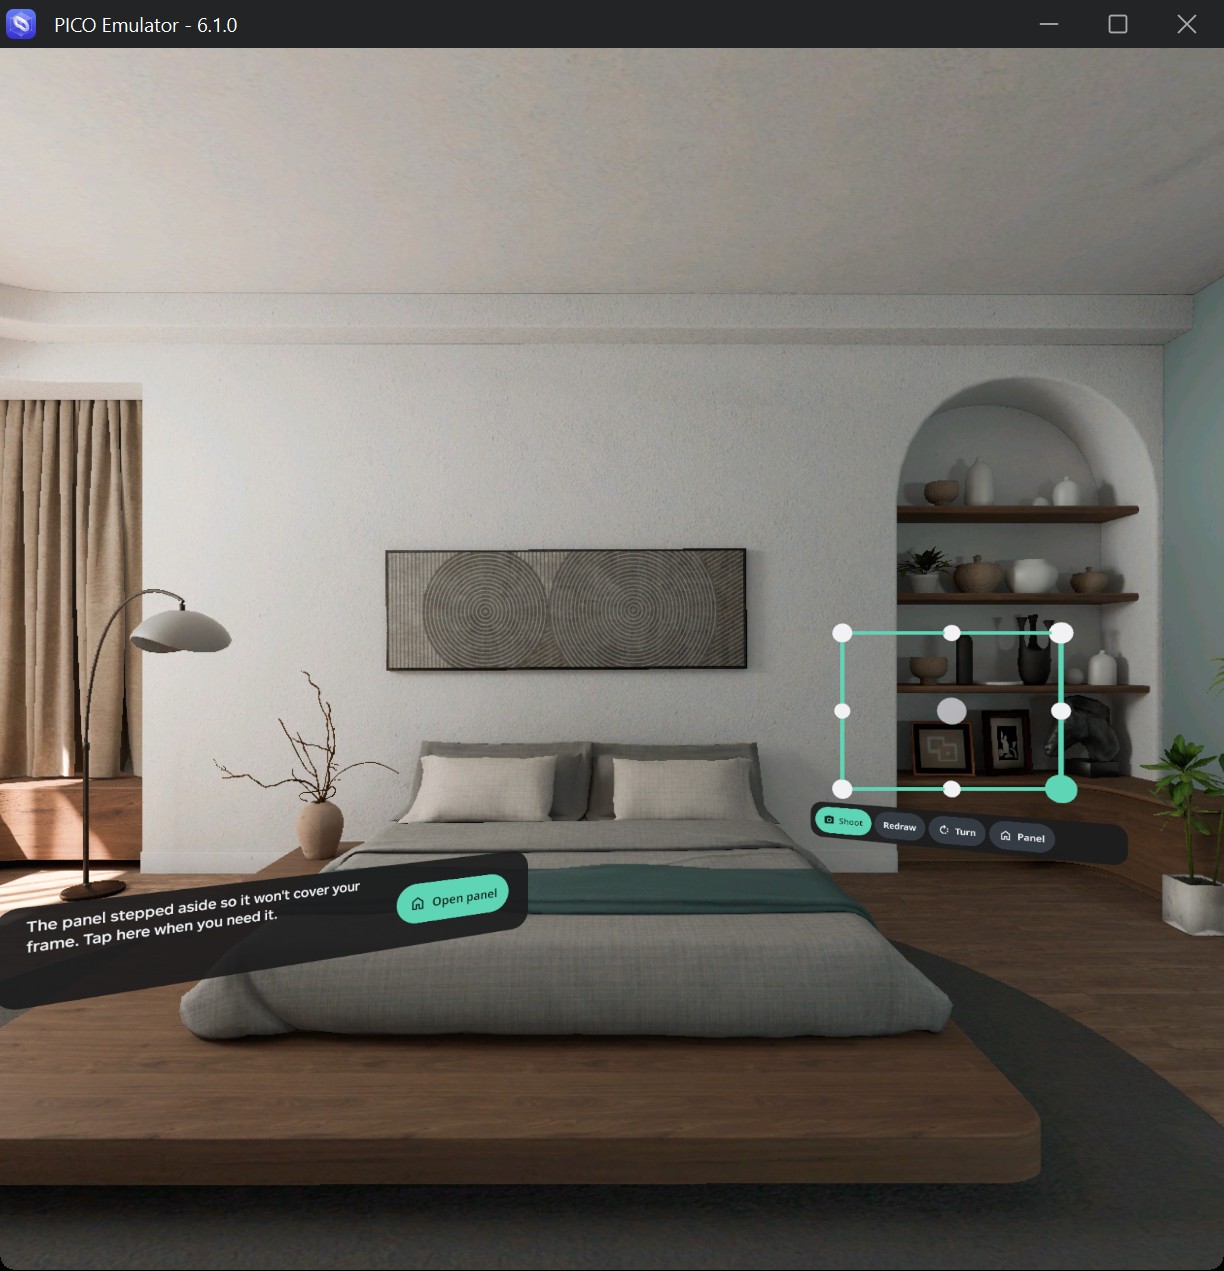 PICO Emulator - 6.1.0
Shoot
Redraw
Turn
Panel
The panel stepped aside so it won't cover your
frame. Tap here when you need it.
Open panel